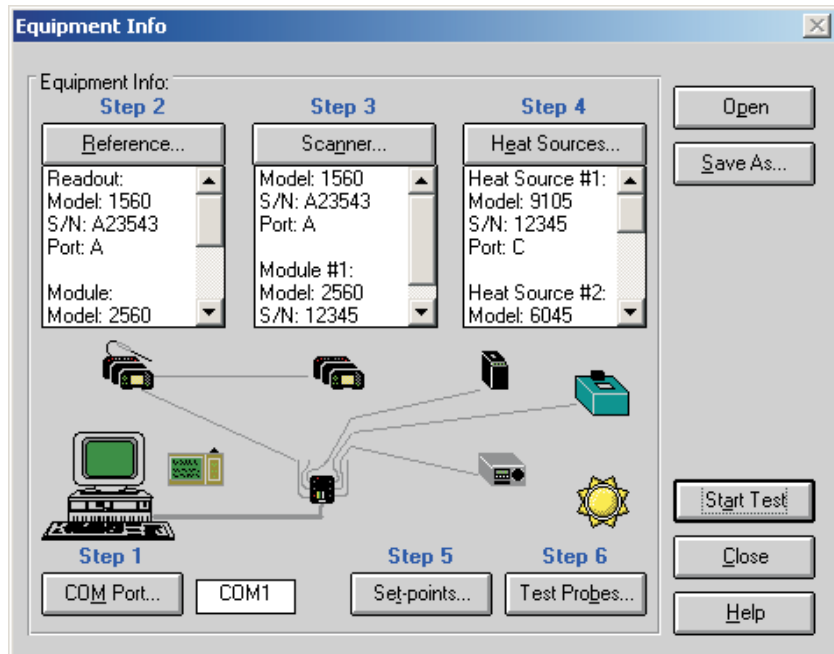 Equipment Info
Equipment Info:
Step 2
Step 3
Step 4
Reference...
Scanner...
Heat Sources...
Open
Save As...
Readout:
Model: 1560
S/N: A23543
Port: A
Module:
Model: 2560
Model: 1560
S/N: A23543
Port: A
Module #1:
Model: 2560
S/N: 12345
Heat Source #1:
Model: 9105
S/N: 12345
Port: C
Heat Source #2:
Model: 6045
Step 1
Step 5
Step 6
COM Port...
COM1
Set-points...
Test Probes...
Start Test
Close
Help